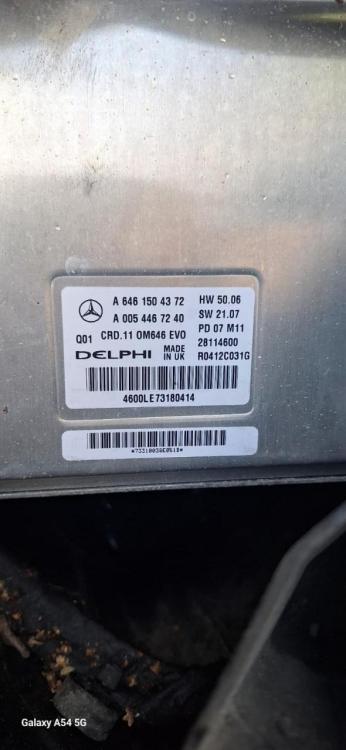 A 646 150 43 72 HW 50.06
A 005 446 72 40 SW 21.07
Q01 CRD.11 OM646 EVO PD 07 M11
DELPHI MADE IN UK 28114600
R0412C031G
4600LE73180414
Galaxy A54 5G